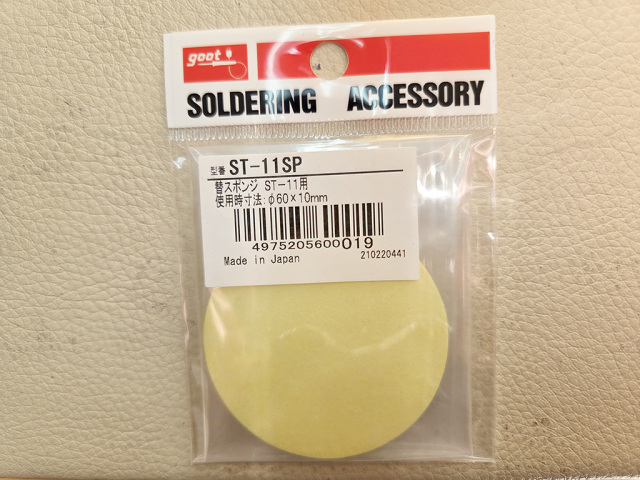 goot
SOLDERING ACCESSORY
型番 ST-11SP
替スポンジ ST-11用
使用時寸法:φ60×10mm
4975205600019
Made in Japan 210220441